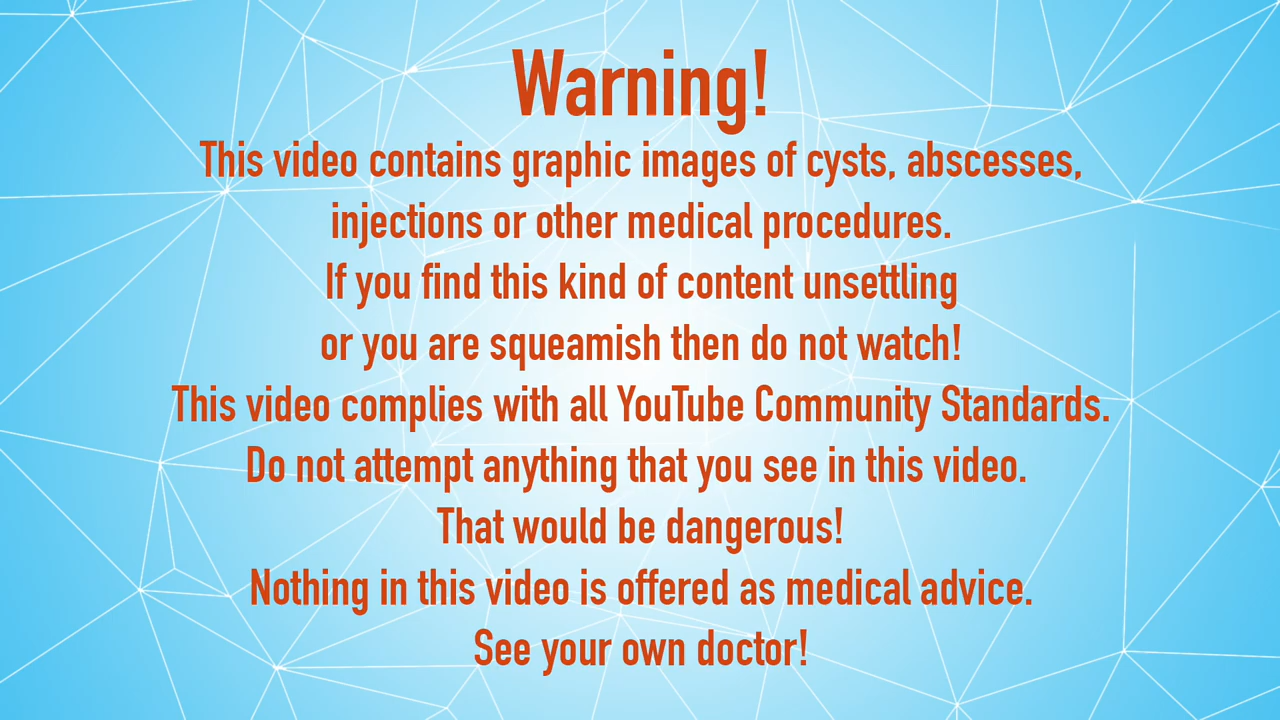 Warning!
This video contains graphic images of cysts, abscesses,
injections or other medical procedures.
If you find this kind of content unsettling
or you are squeamish then do not watch!
This video complies with all YouTube Community Standards.
Do not attempt anything that you see in this video.
That would be dangerous!
Nothing in this video is offered as medical advice.
See your own doctor!